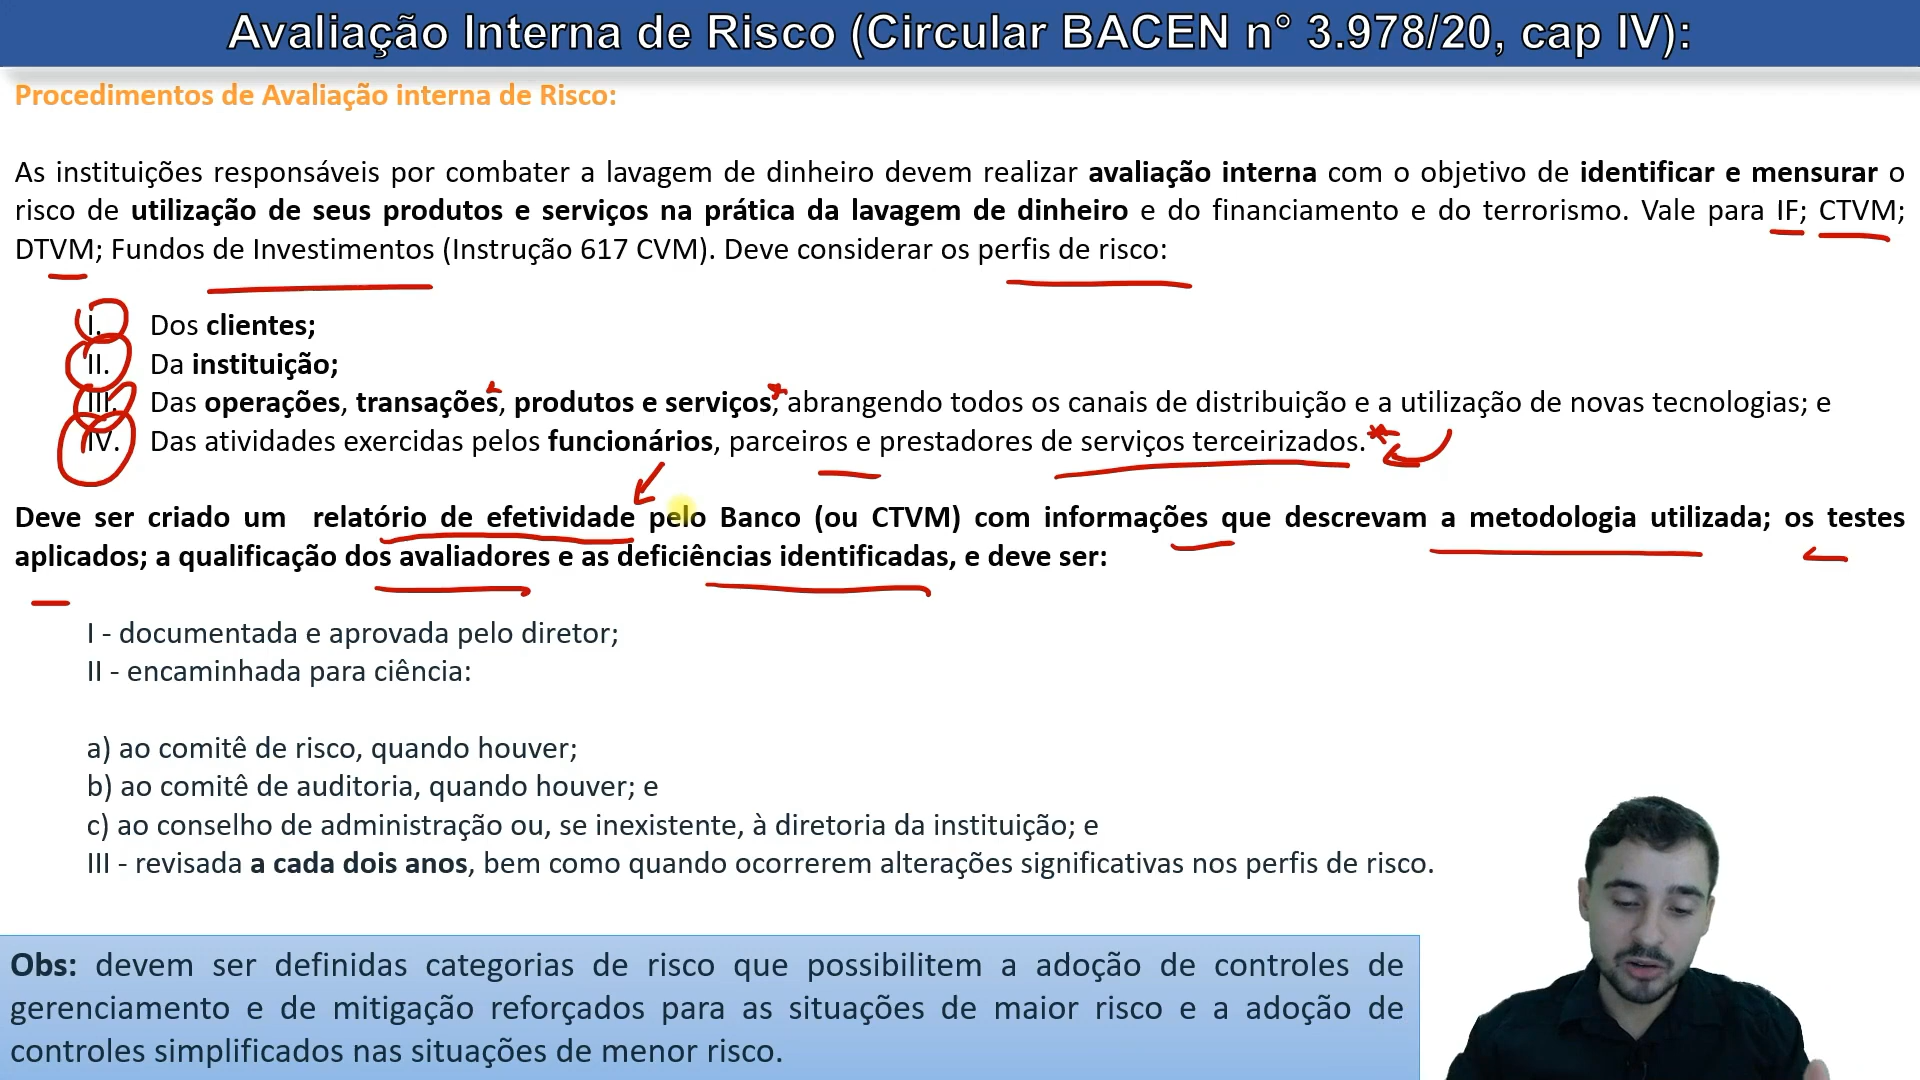 Avaliação Interna de Risco (Circular BACEN n° 3.978/20, cap IV):
Procedimentos de Avaliação interna de Risco:
As instituições responsáveis por combater a lavagem de dinheiro devem realizar avaliação interna com o objetivo de identificar e mensurar o
risco de utilização de seus produtos e serviços na prática da lavagem de dinheiro e do financiamento e do terrorismo. Vale para IF; CTVM;
DTVM; Fundos de Investimentos (Instrução 617 CVM). Deve considerar os perfis de risco:
I. Dos clientes;
II. Da instituição;
III. Das operações, transações, produtos e serviços, abrangendo todos os canais de distribuição e a utilização de novas tecnologias; e
IV. Das atividades exercidas pelos funcionários, parceiros e prestadores de serviços terceirizados.
Deve ser criado um relatório de efetividade pelo Banco (ou CTVM) com informações que descrevam a metodologia utilizada; os testes
aplicados; a qualificação dos avaliadores e as deficiências identificadas, e deve ser:
I - documentada e aprovada pelo diretor;
II - encaminhada para ciência:
a) ao comitê de risco, quando houver;
b) ao comitê de auditoria, quando houver; e
c) ao conselho de administração ou, se inexistente, à diretoria da instituição; e
III - revisada a cada dois anos, bem como quando ocorrerem alterações significativas nos perfis de risco.
Obs: devem ser definidas categorias de risco que possibilitem a adoção de controles de
gerenciamento e de mitigação reforçados para as situações de maior risco e a adoção de
controles simplificados nas situações de menor risco.